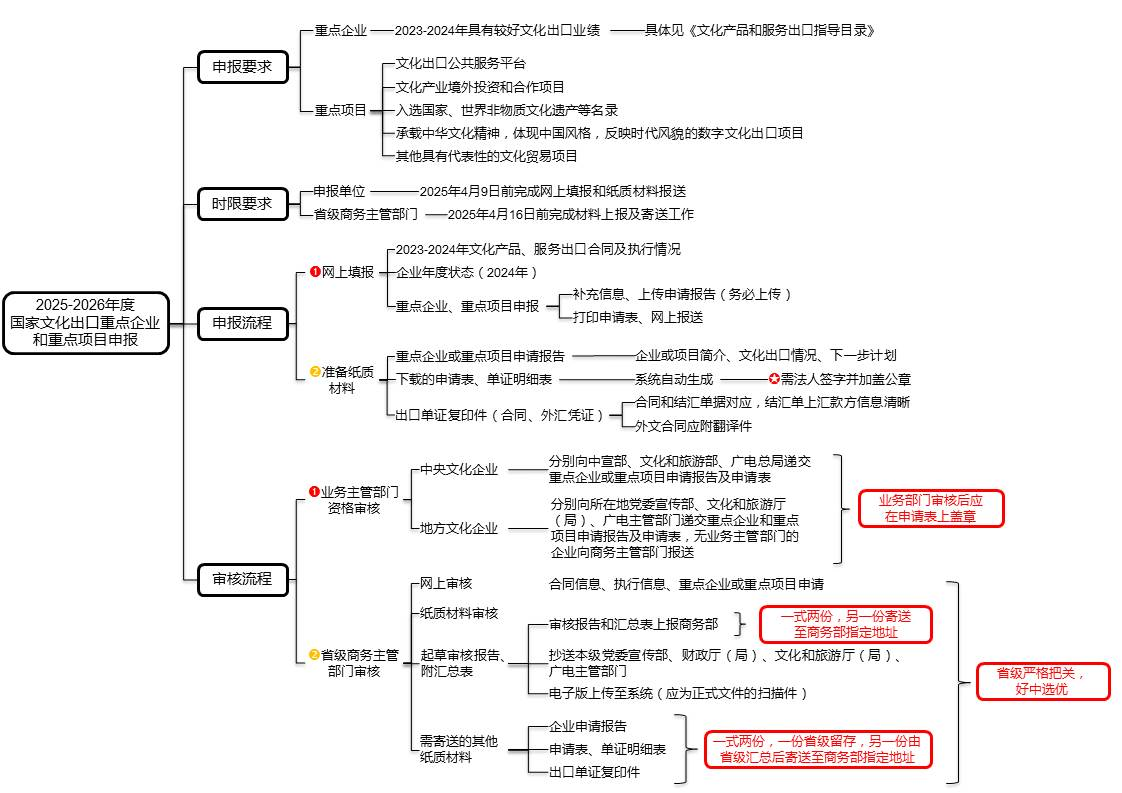 2025-2026年度
国家文化出口重点企业
和重点项目申报
申报要求
重点企业
2023-2024年具有较好文化出口业绩
具体见《文化产品和服务出口指导目录》
重点项目
文化出口公共服务平台
文化产业境外投资和合作项目
入选国家、世界非物质文化遗产等名录
承载中华文化精神，体现中国风格，反映时代风貌的数字文化出口项目
其他具有代表性的文化贸易项目
时限要求
申报单位
2025年4月9日前完成网上填报和纸质材料报送
省级商务主管部门
2025年4月16日前完成材料上报及寄送工作
申报流程
❶网上填报
2023-2024年文化产品、服务出口合同及执行情况
企业年度状态（2024年）
重点企业、重点项目申报
补充信息、上传申请报告（务必上传）
打印申请表、网上报送
❷准备纸质
材料
重点企业或重点项目申请报告
企业或项目简介、文化出口情况、下一步计划
下载的申请表、单证明细表
系统自动生成
✪需法人签字并加盖公章
出口单证复印件（合同、外汇凭证）
合同和结汇单据对应，结汇单上汇款方信息清晰
外文合同应附翻译件
审核流程
❶业务主管部门
资格审核
中央文化企业
分别向中宣部、文化和旅游部、广电总局递交
重点企业或重点项目申请报告及申请表
地方文化企业
分别向所在地党委宣传部、文化和旅游厅
（局）、广电主管部门递交重点企业和重点
项目申请报告及申请表，无业务主管部门的
企业向商务主管部门报送
业务部门审核后应
在申请表上盖章
❷省级商务主管
部门审核
网上审核
合同信息、执行信息、重点企业或重点项目申请
纸质材料审核
起草审核报告、
附汇总表
审核报告和汇总表上报商务部
一式两份，另一份寄送
至商务部指定地址
抄送本级党委宣传部、财政厅（局）、文化和旅游厅（局）、
广电主管部门
电子版上传至系统（应为正式文件的扫描件）
需寄送的其他
纸质材料
企业申请报告
申请表、单证明细表
出口单证复印件
一式两份，一份省级留存，另一份由
省级汇总后寄送至商务部指定地址
省级严格把关，
好中选优